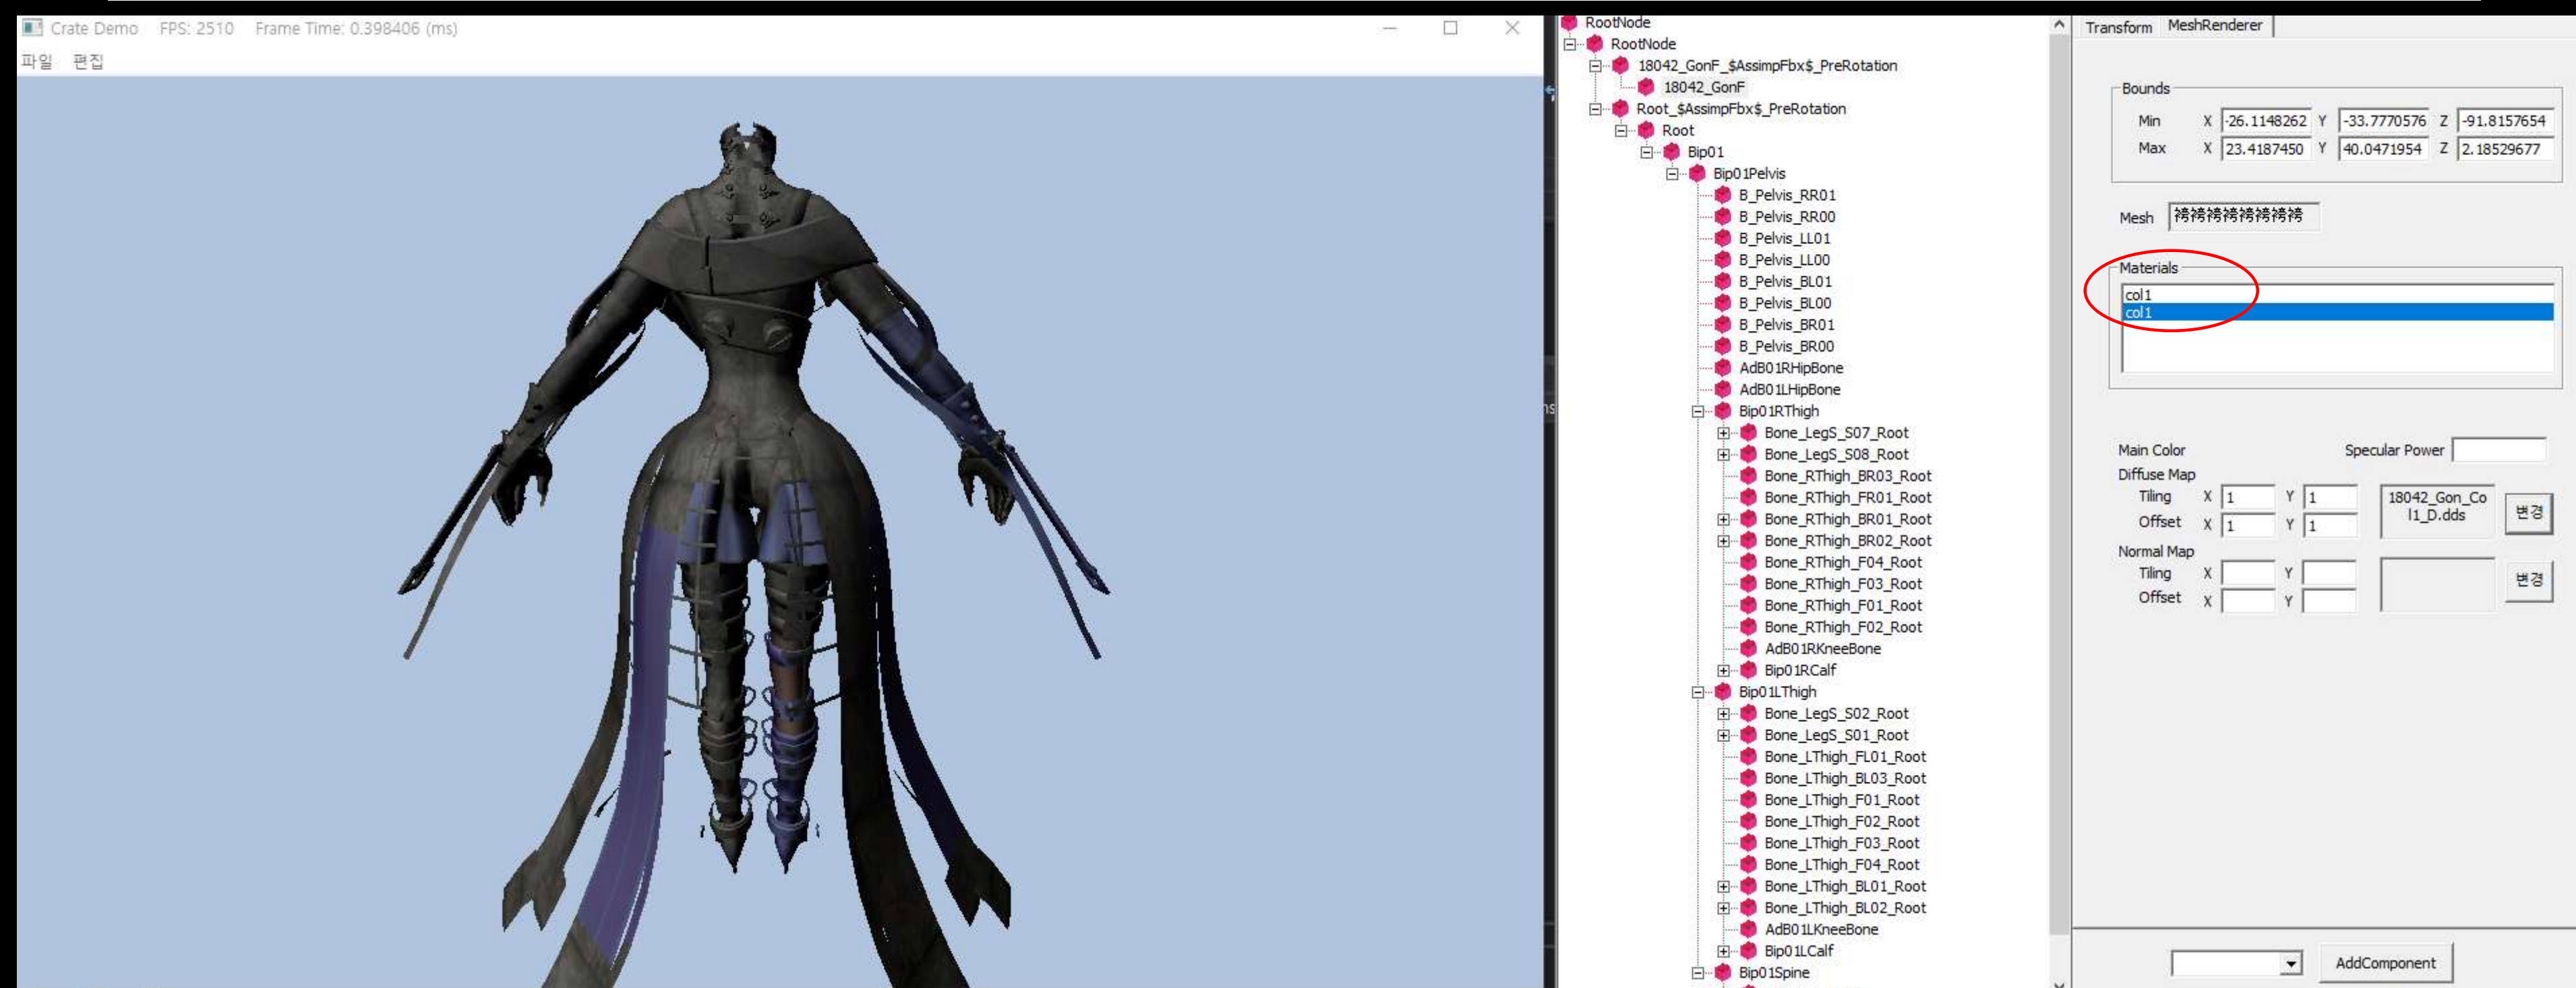 Crate Demo FPS: 2510 Frame Time: 0.398406 (ms)
파일 편집
RootNode
RootNode
18042_GonF_$AssimpFbx$_PreRotation
18042_GonF
Root_$AssimpFbx$_PreRotation
Root
Bip01
Bip01Pelvis
B_Pelvis_RR01
B_Pelvis_RR00
B_Pelvis_LL01
B_Pelvis_LL00
B_Pelvis_BL01
B_Pelvis_BL00
B_Pelvis_BR01
B_Pelvis_BR00
AdB01RHipBone
AdB01LHipBone
Bip01RThigh
Bone_LegS_S07_Root
Bone_LegS_S08_Root
Bone_RThigh_BR03_Root
Bone_RThigh_FR01_Root
Bone_RThigh_BR01_Root
Bone_RThigh_BR02_Root
Bone_RThigh_F04_Root
Bone_RThigh_F03_Root
Bone_RThigh_F01_Root
Bone_RThigh_F02_Root
AdB01RKneeBone
Bip01RCalf
Bip01LThigh
Bone_LegS_S02_Root
Bone_LegS_S01_Root
Bone_LThigh_FL01_Root
Bone_LThigh_BL03_Root
Bone_LThigh_F01_Root
Bone_LThigh_F02_Root
Bone_LThigh_F03_Root
Bone_LThigh_F04_Root
Bone_LThigh_BL01_Root
Bone_LThigh_BL02_Root
AdB01LKneeBone
Bip01LCalf
Bip01Spine
Transform MeshRenderer
Bounds
Min X -26.1148262 Y -33.7770576 Z -91.8157654
Max X 23.4187450 Y 40.0471954 Z 2.18529677
Mesh
Materials
col1
col1
Main Color Specular Power
Diffuse Map
Tiling X 1 Y 1
Offset X 1 Y 1
18042_Gon_Co
l1_D.dds
변경
Normal Map
Tiling X Y
Offset X Y
변경
AddComponent